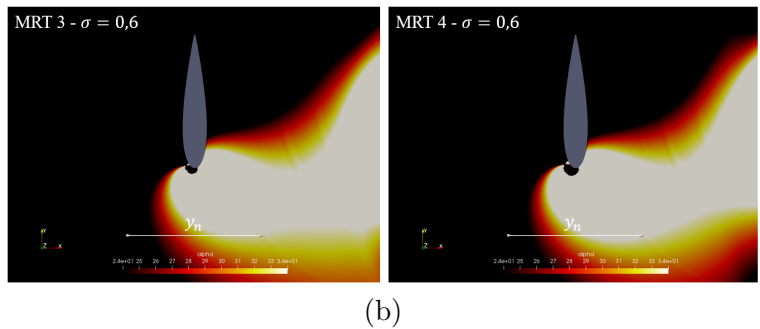 MRT 3 - σ = 0,6
MRT 4 - σ = 0,6
yₙ
yₙ
Y
Z X
Y
Z X
alpha
2.4e+01 25 26 27 28 29 30 31 32 33 3.4e+01
alpha
2.4e+01 25 26 27 28 29 30 31 32 33 3.4e+01
(b)